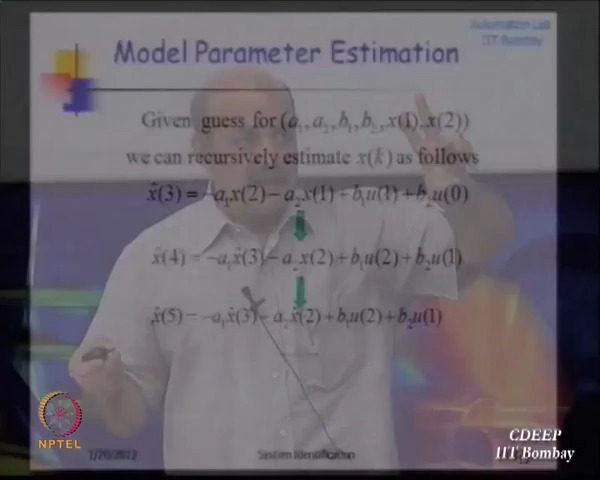 Automation Lab
IIT Bombay
Model Parameter Estimation
Given guess for (a₁, a₂, b₁, b₂, x(1), x(2))
we can recursively estimate x(k) as follows
x̂(3) = −a₁x(2) − a₂x(1) + b₁u(1) + b₂u(0)
x̂(4) = −a₁x̂(3) − a₂x(2) + b₁u(2) + b₂u(1)
x̂(5) = −a₁x̂(3) − a₂x̂(2) + b₁u(2) + b₂u(1)
NPTEL
1/20/2012
System Identification
CDEEP
IIT Bombay